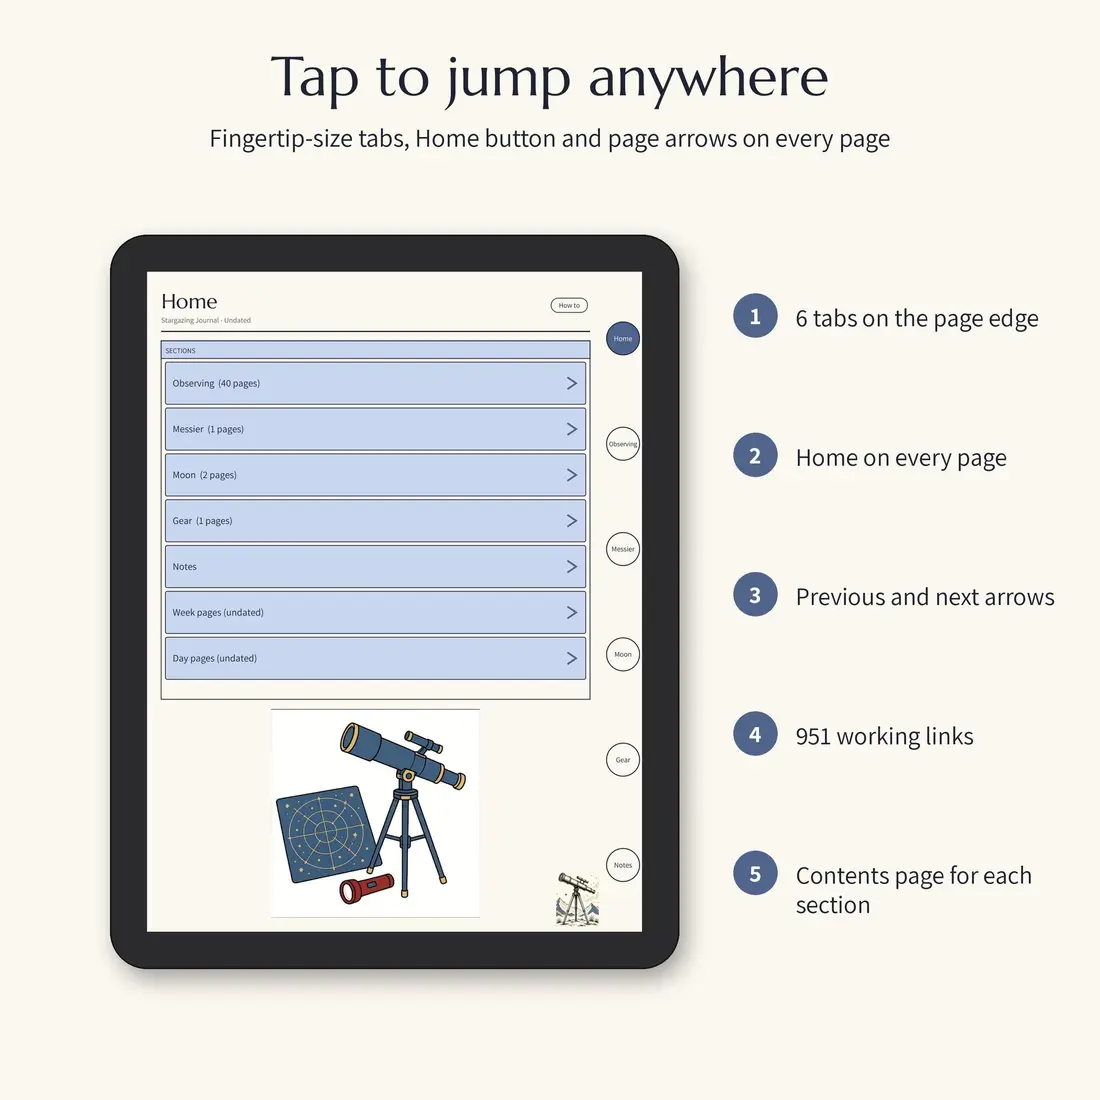 Tap to jump anywhere
Fingertip-size tabs, Home button and page arrows on every page
Home
Stargazing Journal - Undated
How to
SECTIONS
Observing (40 pages)
Messier (1 pages)
Moon (2 pages)
Gear (1 pages)
Notes
Week pages (undated)
Day pages (undated)
Home
Observing
Messier
Moon
Gear
Notes
1 6 tabs on the page edge
2 Home on every page
3 Previous and next arrows
4 951 working links
5 Contents page for each
section